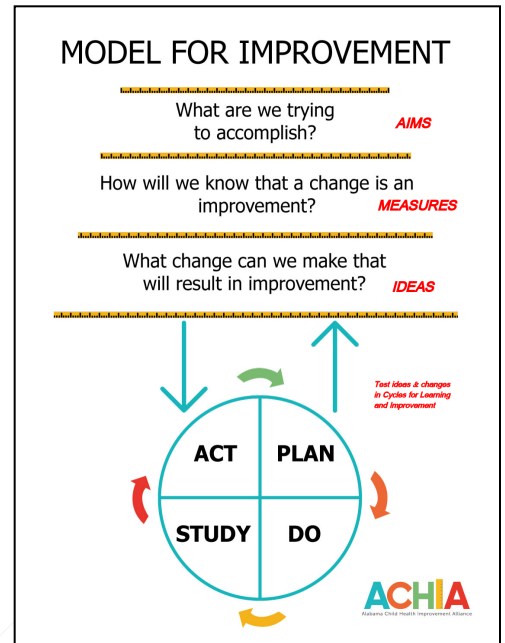 MODEL FOR IMPROVEMENT
What are we trying
to accomplish?
AIMS
How will we know that a change is an
improvement?
MEASURES
What change can we make that
will result in improvement?
IDEAS
Test ideas & changes
in Cycles for Learning
and Improvement
ACT
PLAN
STUDY
DO
ACHIA
Alabama Child Health Improvement Alliance